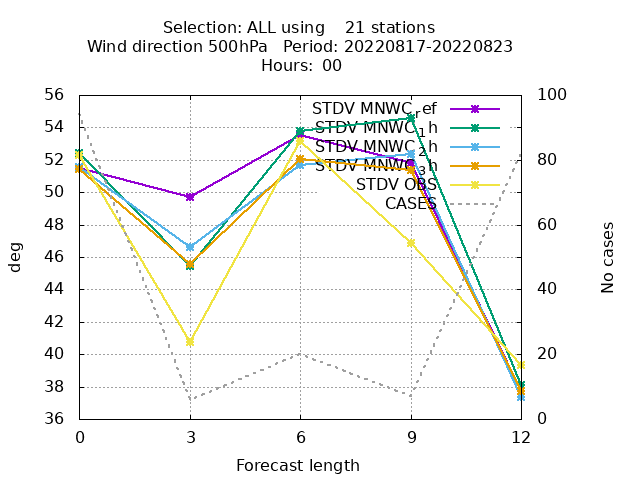 Selection: ALL using    21 stations
Wind direction 500hPa   Period: 20220817-20220823
Hours: 00
56
54
52
50
48
46
44
42
40
38
36
100
80
60
40
20
0
STDV MNWC_ref
STDV MNWC_1h
STDV MNWC_2h
STDV MNWC_3h
STDV OBS
CASES
deg
No cases
0 3 6 9 12
Forecast length